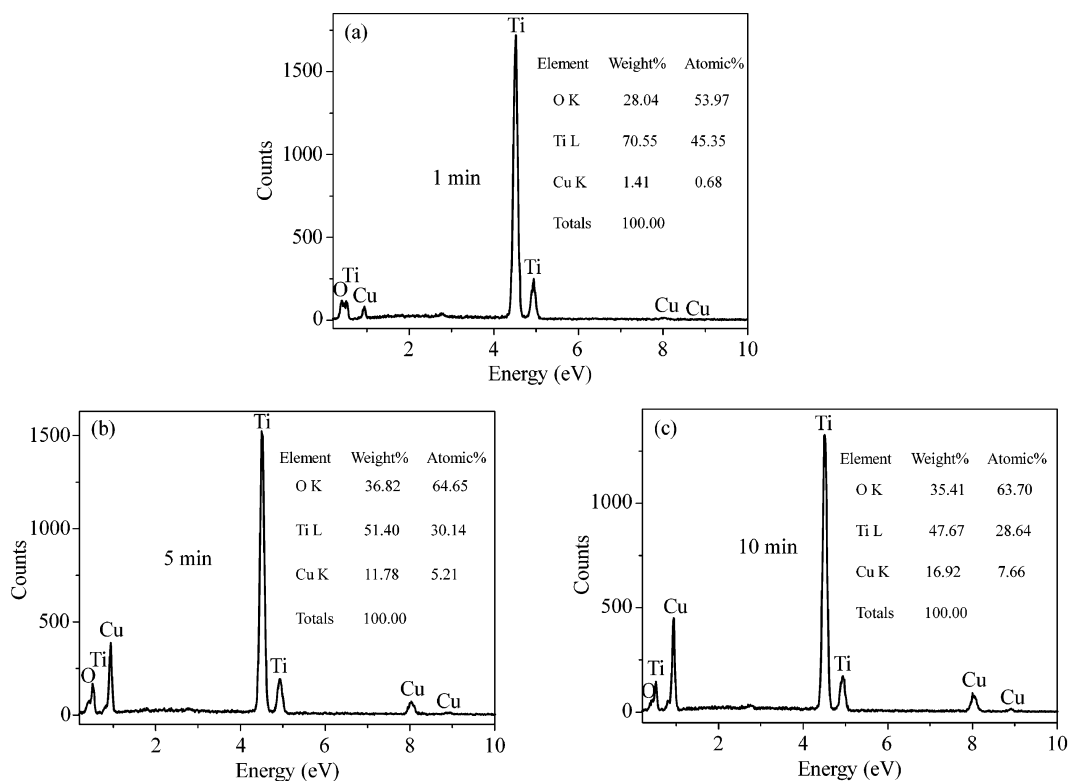 (a)
Ti
Element Weight% Atomic%
O K 28.04 53.97
Ti L 70.55 45.35
Cu K 1.41 0.68
Totals 100.00
1 min
Ti
O Ti Cu
Cu Cu
1500
1000
500
0
Counts
2 4 6 8 10
Energy (eV)
(b)
Ti
Element Weight% Atomic%
O K 36.82 64.65
Ti L 51.40 30.14
Cu K 11.78 5.21
Totals 100.00
5 min
O Ti Cu
Ti
Cu Cu
1500
1000
500
0
Counts
2 4 6 8 10
Energy (eV)
(c)
Ti
Element Weight% Atomic%
O K 35.41 63.70
Ti L 47.67 28.64
Cu K 16.92 7.66
Totals 100.00
10 min
O Ti Cu
Ti
Cu Cu
1000
500
0
Counts
2 4 6 8 10
Energy (eV)